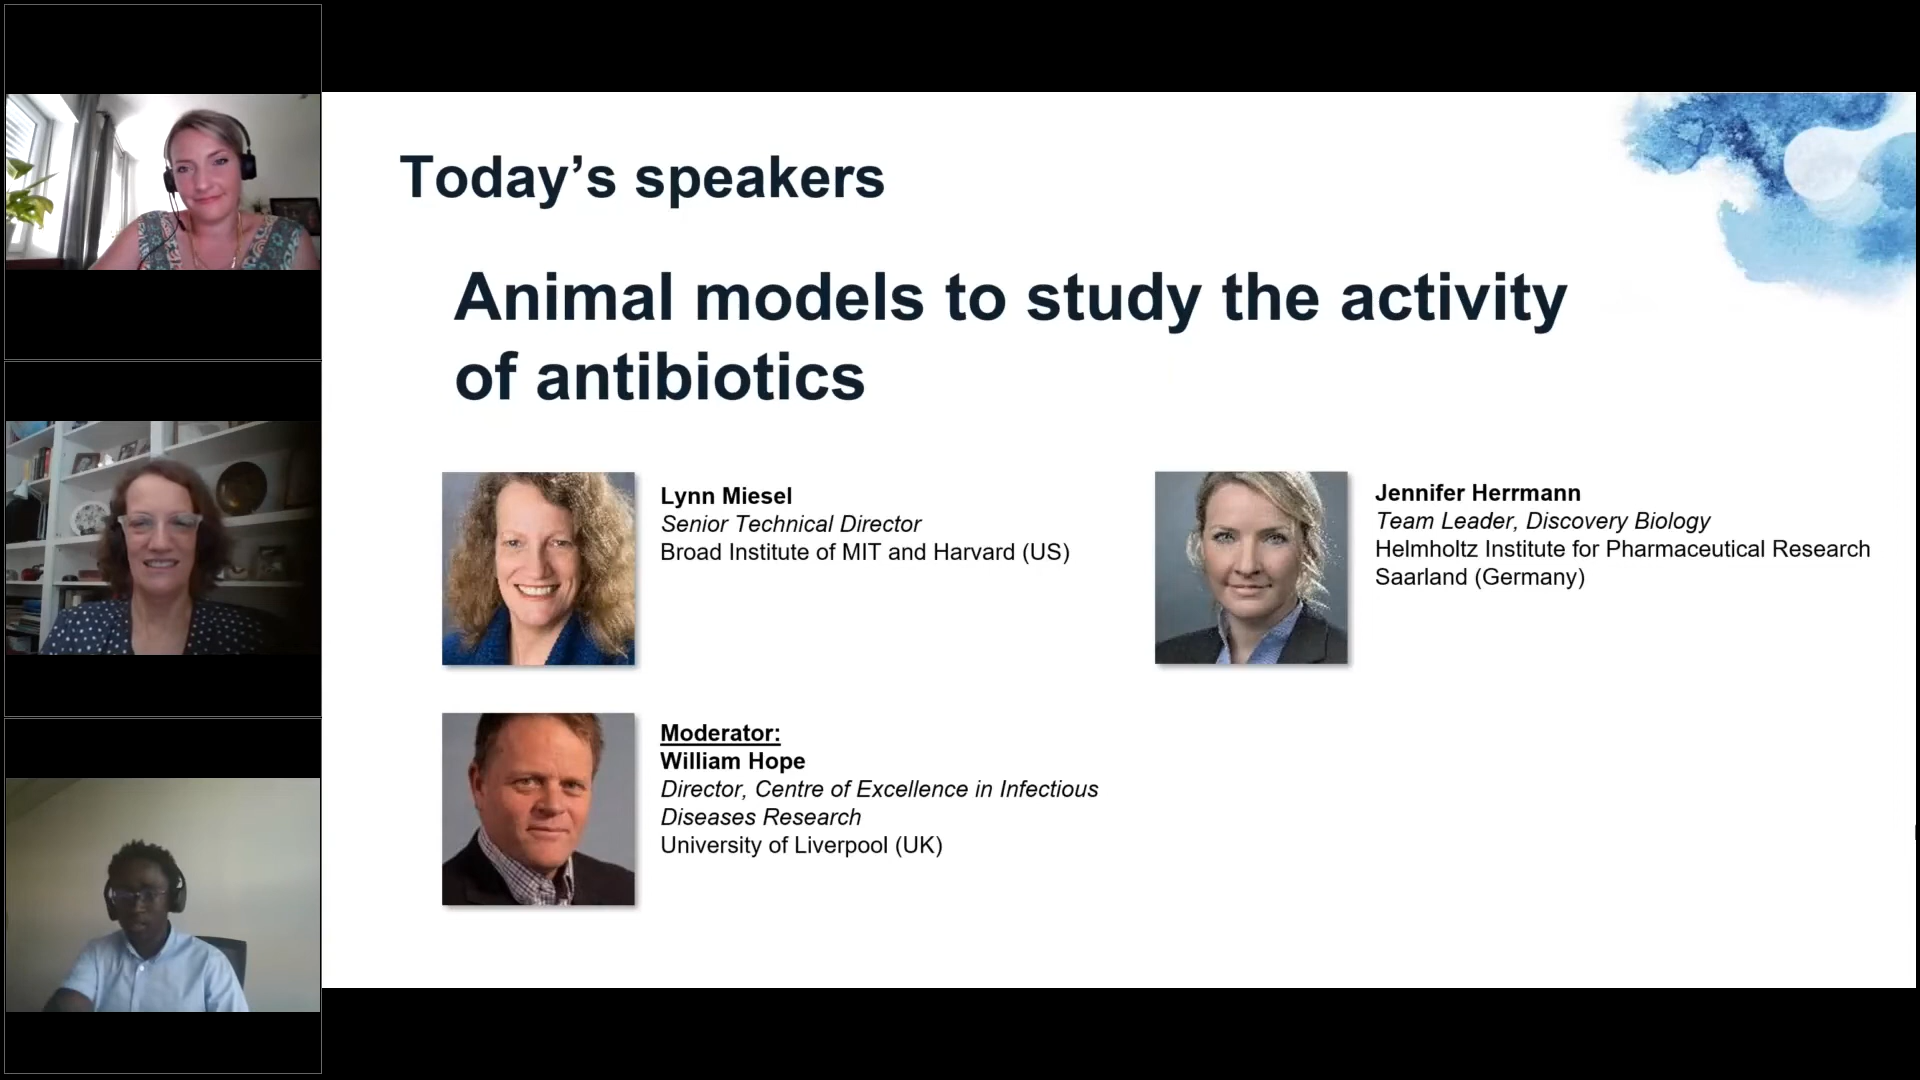 Today’s speakers
Animal models to study the activity
of antibiotics
Lynn Miesel
Senior Technical Director
Broad Institute of MIT and Harvard (US)
Jennifer Herrmann
Team Leader, Discovery Biology
Helmholtz Institute for Pharmaceutical Research
Saarland (Germany)
Moderator:
William Hope
Director, Centre of Excellence in Infectious
Diseases Research
University of Liverpool (UK)